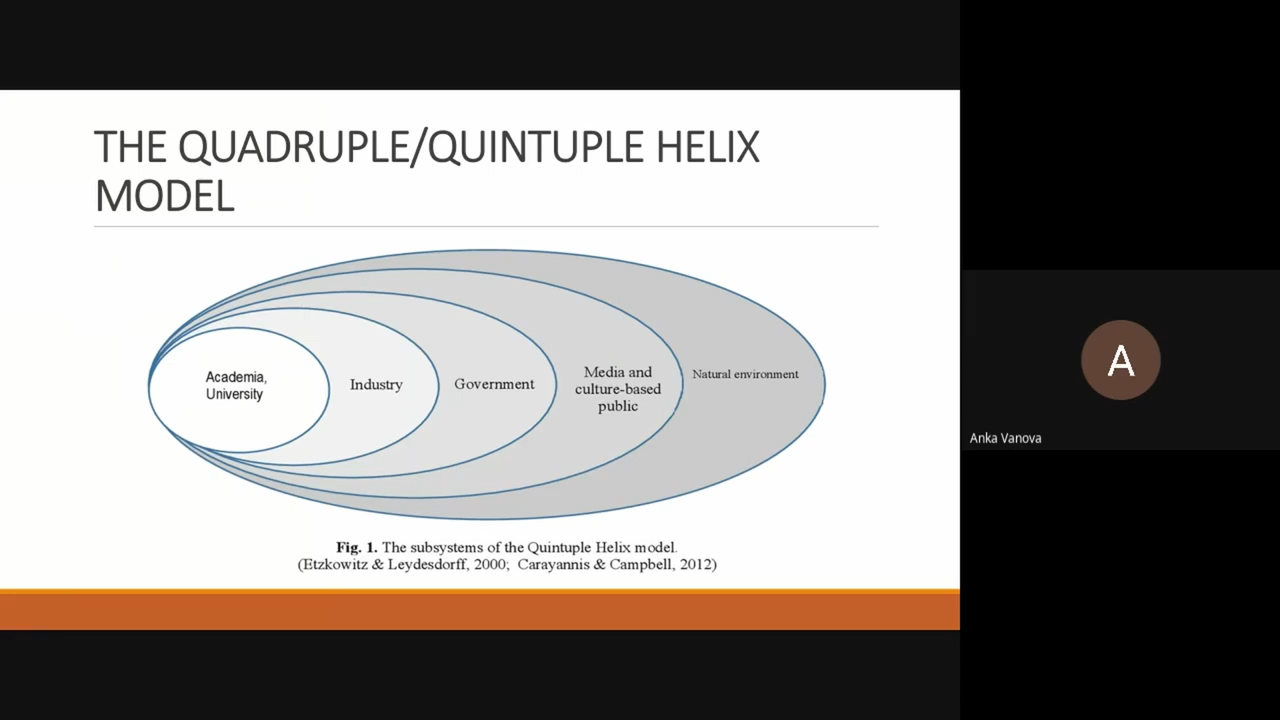 THE QUADRUPLE/QUINTUPLE HELIX
MODEL
Academia,
University
Industry
Government
Media and
culture-based
public
Natural environment
Fig. 1. The subsystems of the Quintuple Helix model.
(Etzkowitz & Leydesdorff, 2000; Carayannis & Campbell, 2012)
A
Anka Vanova